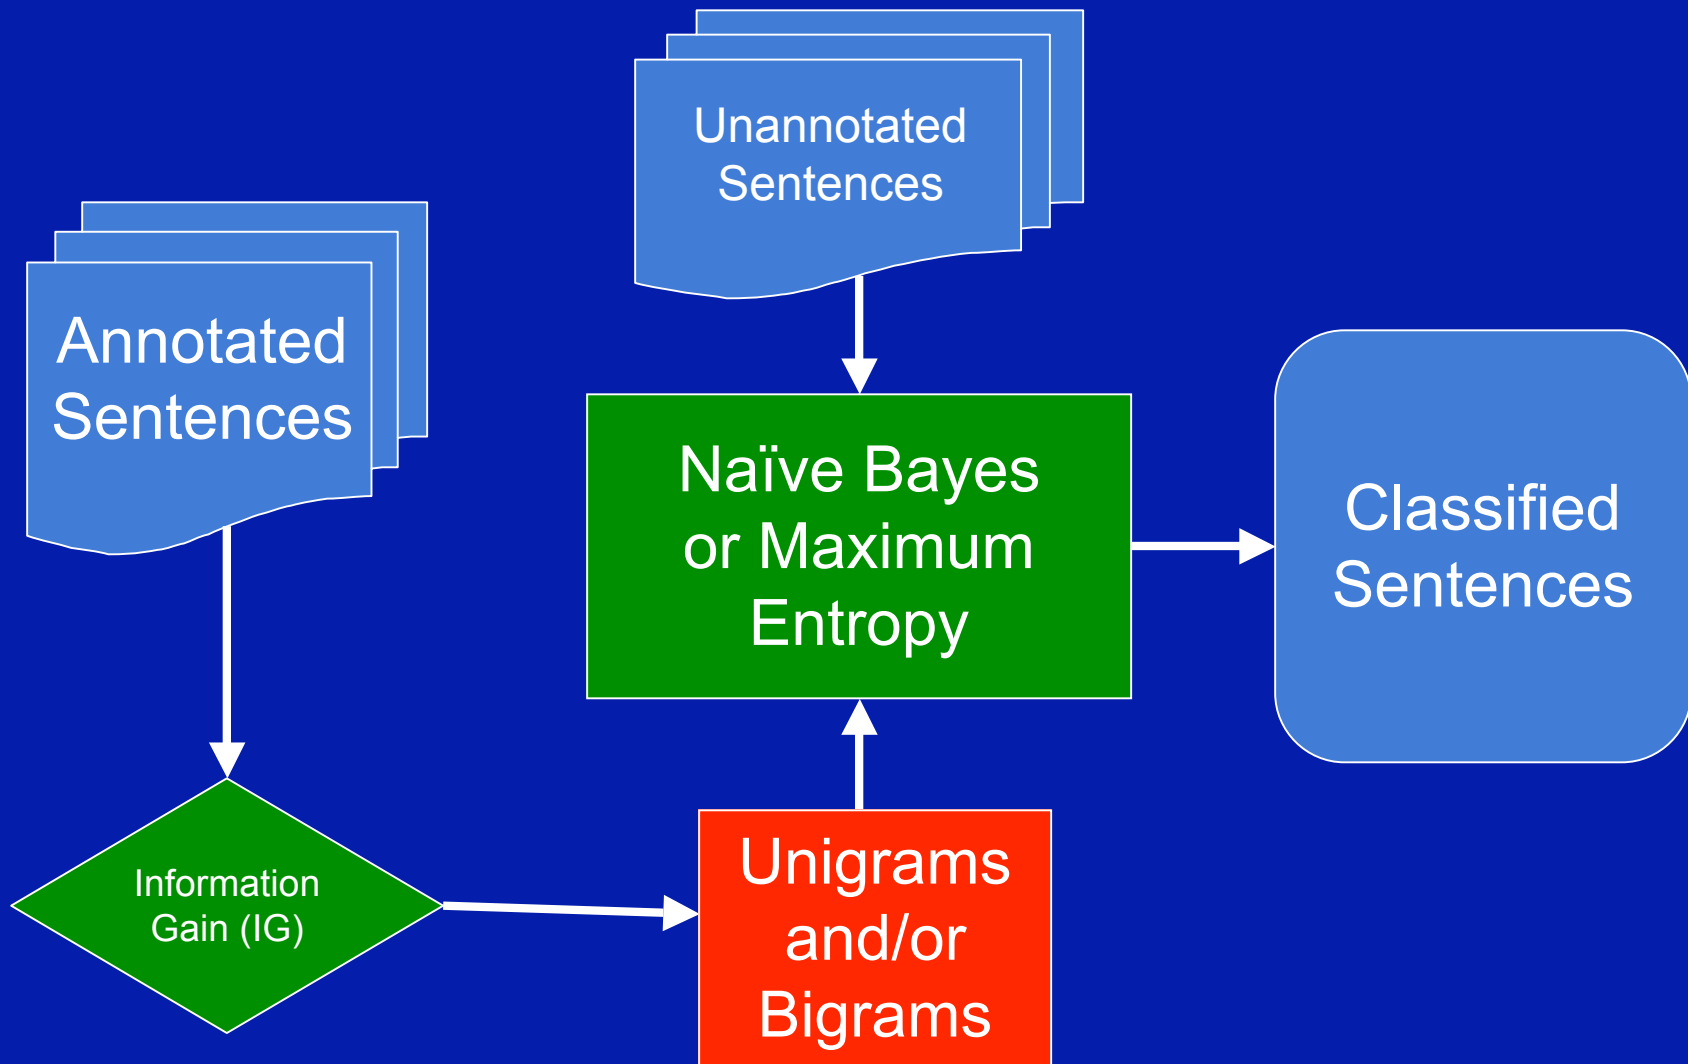 Unannotated
Sentences
Annotated
Sentences
Naïve Bayes
or Maximum
Entropy
Classified
Sentences
Information
Gain (IG)
Unigrams
and/or
Bigrams